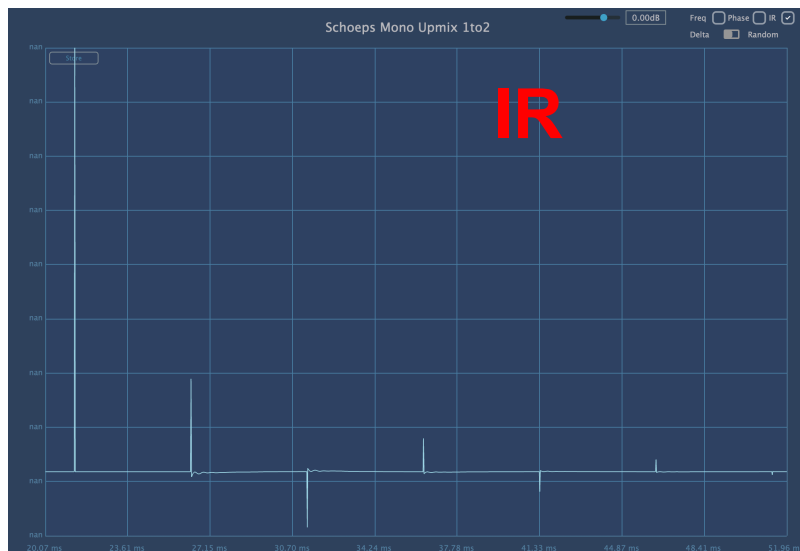 Schoeps Mono Upmix 1to2
0.00dB
Freq Phase IR
Delta Random
nan
Store
IR
nan
nan
nan
nan
nan
nan
nan
nan
nan
20.07 ms 23.61 ms 27.15 ms 30.70 ms 34.24 ms 37.78 ms 41.33 ms 44.87 ms 48.41 ms 51.96 m